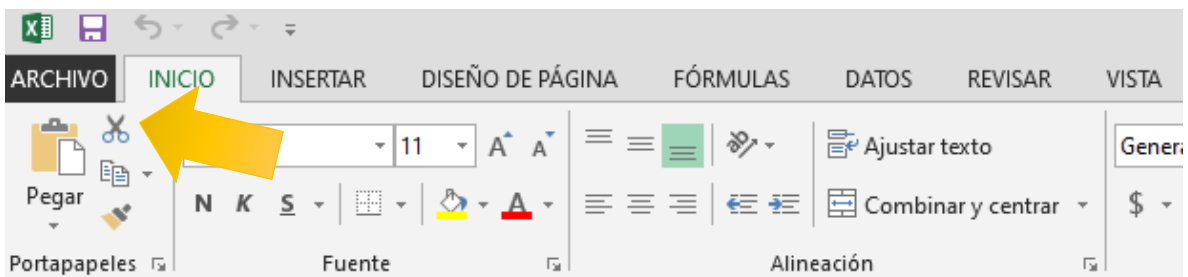 ARCHIVO INICIO INSERTAR DISEÑO DE PÁGINA FÓRMULAS DATOS REVISAR VISTA
11 A A Ajustar texto Genera
Pegar N K S A Combinar y centrar $
Portapapeles Fuente Alineación